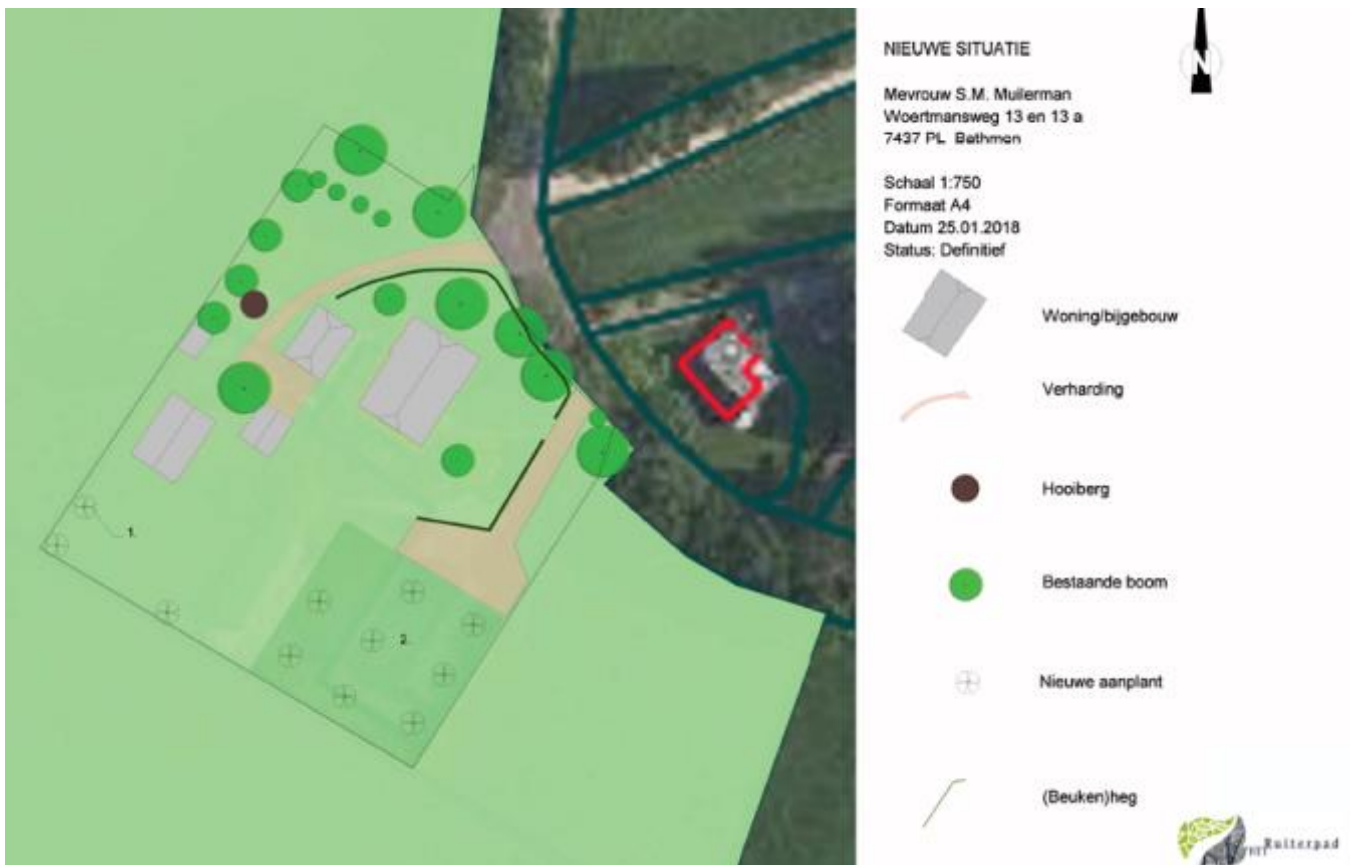 NIEUWE SITUATIE
N
Mevrouw S.M. Muilerman
Woertmansweg 13 en 13 a
7437 PL Bathmen
Schaal 1:750
Formaat A4
Datum 25.01.2018
Status: Definitief
Woning/bijgebouw
Verharding
Hooiberg
Bestaande boom
Nieuwe aanplant
(Beuken)heg
1.
2.
HET Ruiterpad